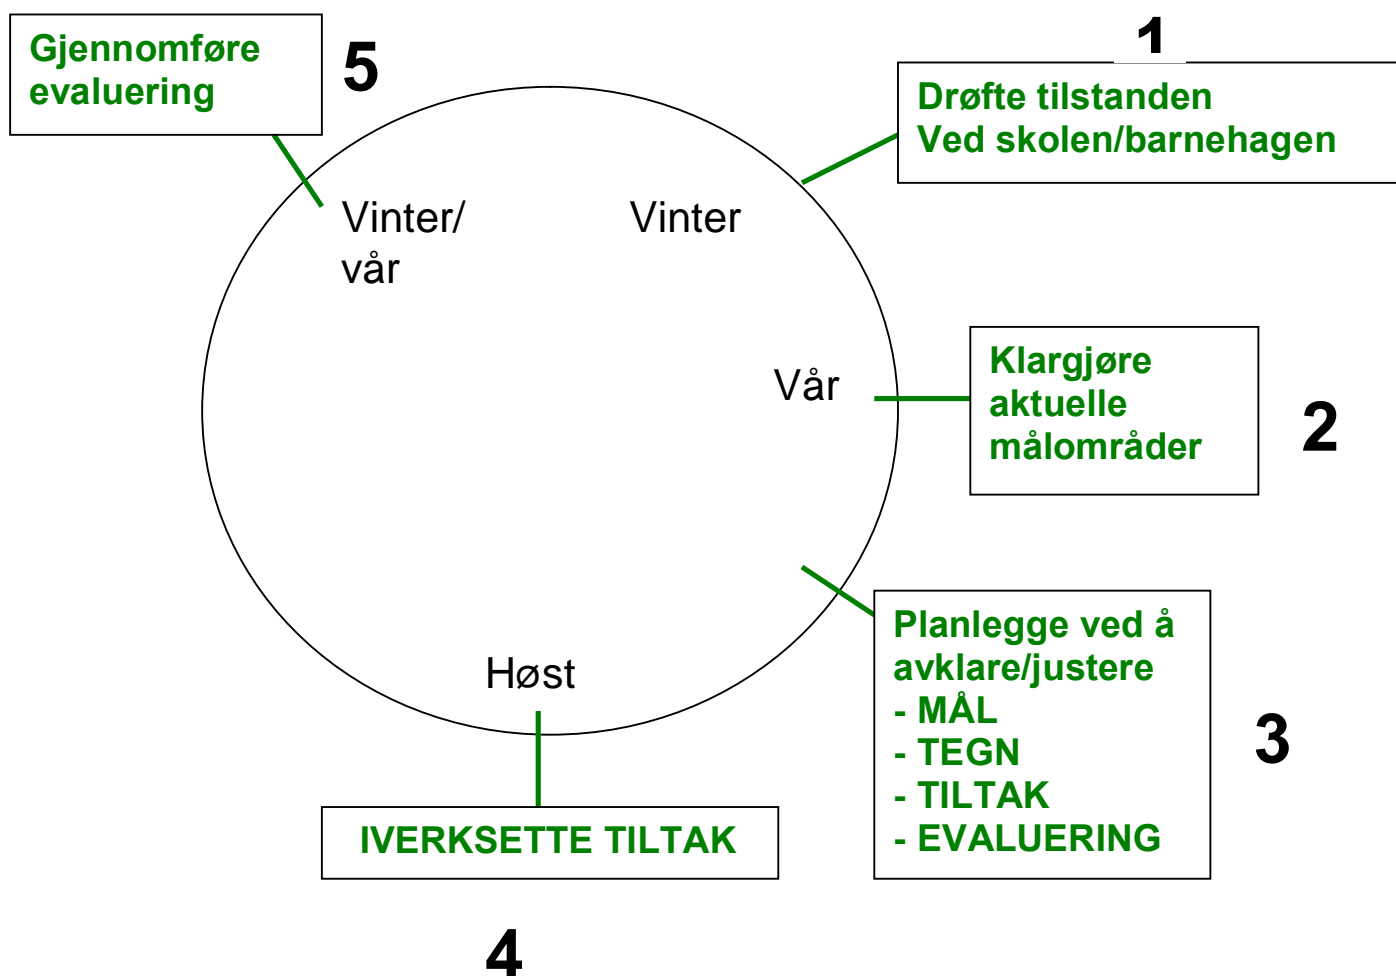 1
Drøfte tilstanden
Ved skolen/barnehagen
Vinter
2
Klargjøre
aktuelle
målområder
Vår
3
Planlegge ved å
avklare/justere
- MÅL
- TEGN
- TILTAK
- EVALUERING
Høst
IVERKSETTE TILTAK
4
5
Gjennomføre
evaluering
Vinter/
vår